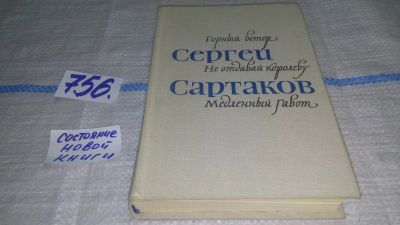 756.
СОСТОЯНИЕ
НОВОЙ
КНИГИ
Горный ветер
Сергей
Не отдавай королеву
Сартаков
Медленный гавот